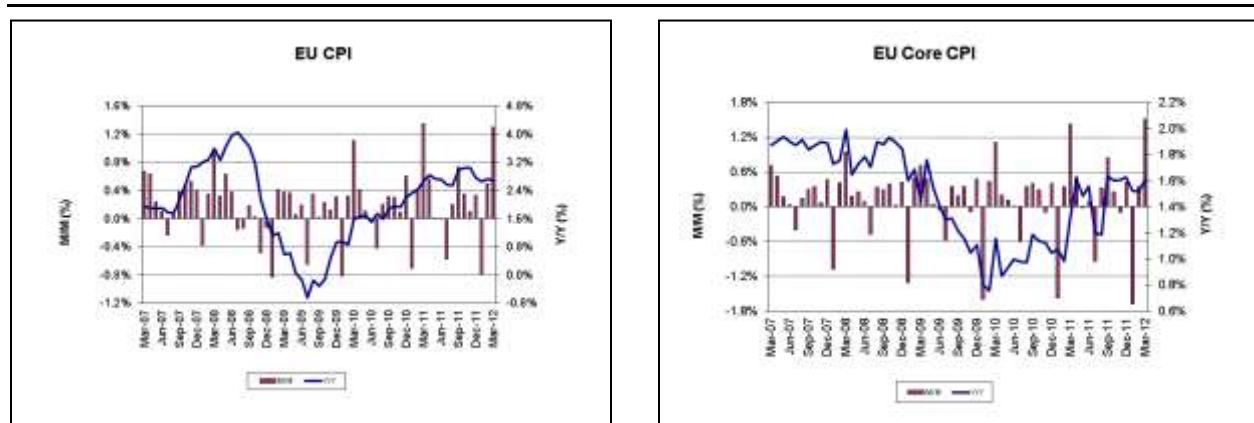 EU CPI
1.6%
1.2%
0.8%
0.4%
0.0%
-0.4%
-0.8%
-1.2%
M/M (%)
4.8%
4.0%
3.2%
2.4%
1.6%
0.8%
0.0%
-0.8%
Y/Y (%)
Mar-07
Jun-07
Sep-07
Dec-07
Mar-08
Jun-08
Sep-08
Dec-08
Mar-09
Jun-09
Sep-09
Dec-09
Mar-10
Jun-10
Sep-10
Dec-10
Mar-11
Jun-11
Sep-11
Dec-11
Mar-12
M/M Y/Y
EU Core CPI
1.8%
1.2%
0.6%
0.0%
-0.6%
-1.2%
-1.8%
M/M (%)
2.2%
2.0%
1.8%
1.6%
1.4%
1.2%
1.0%
0.8%
0.6%
Y/Y (%)
Mar-07
Jun-07
Sep-07
Dec-07
Mar-08
Jun-08
Sep-08
Dec-08
Mar-09
Jun-09
Sep-09
Dec-09
Mar-10
Jun-10
Sep-10
Dec-10
Mar-11
Jun-11
Sep-11
Dec-11
Mar-12
M/M Y/Y